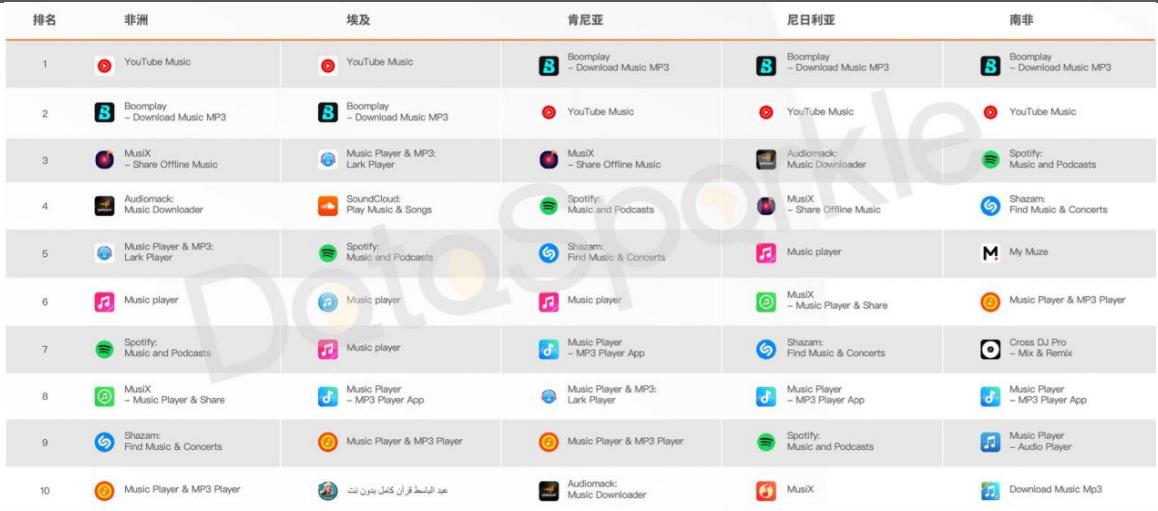 排名 非洲 埃及 肯尼亚 尼日利亚 南非
1 YouTube Music YouTube Music Boomplay – Download Music MP3 Boomplay – Download Music MP3 Boomplay – Download Music MP3
2 Boomplay – Download Music MP3 Boomplay – Download Music MP3 YouTube Music YouTube Music YouTube Music
3 MusiX – Share Offline Music Music Player & MP3: Lark Player MusiX – Share Offline Music Audiomack: Music Downloader Spotify: Music and Podcasts
4 Audiomack: Music Downloader SoundCloud: Play Music & Songs Spotify: Music and Podcasts MusiX – Share Offline Music Shazam: Find Music & Concerts
5 Music Player & MP3: Lark Player Spotify: Music and Podcasts Shazam: Find Music & Concerts Music player My Muze
6 Music player Music player Music player MusiX – Music Player & Share Music Player & MP3 Player
7 Spotify: Music and Podcasts Music player Music Player – MP3 Player App Shazam: Find Music & Concerts Cross DJ Pro – Mix & Remix
8 MusiX – Music Player & Share Music Player – MP3 Player App Music Player & MP3: Lark Player Music Player – MP3 Player App Music Player – MP3 Player App
9 Shazam: Find Music & Concerts Music Player & MP3 Player Music Player & MP3 Player Spotify: Music and Podcasts Music Player – Audio Player
10 Music Player & MP3 Player عبد الباسط قرآن كامل بدون نت Audiomack: Music Downloader MusiX Download Music Mp3
DataSparkle